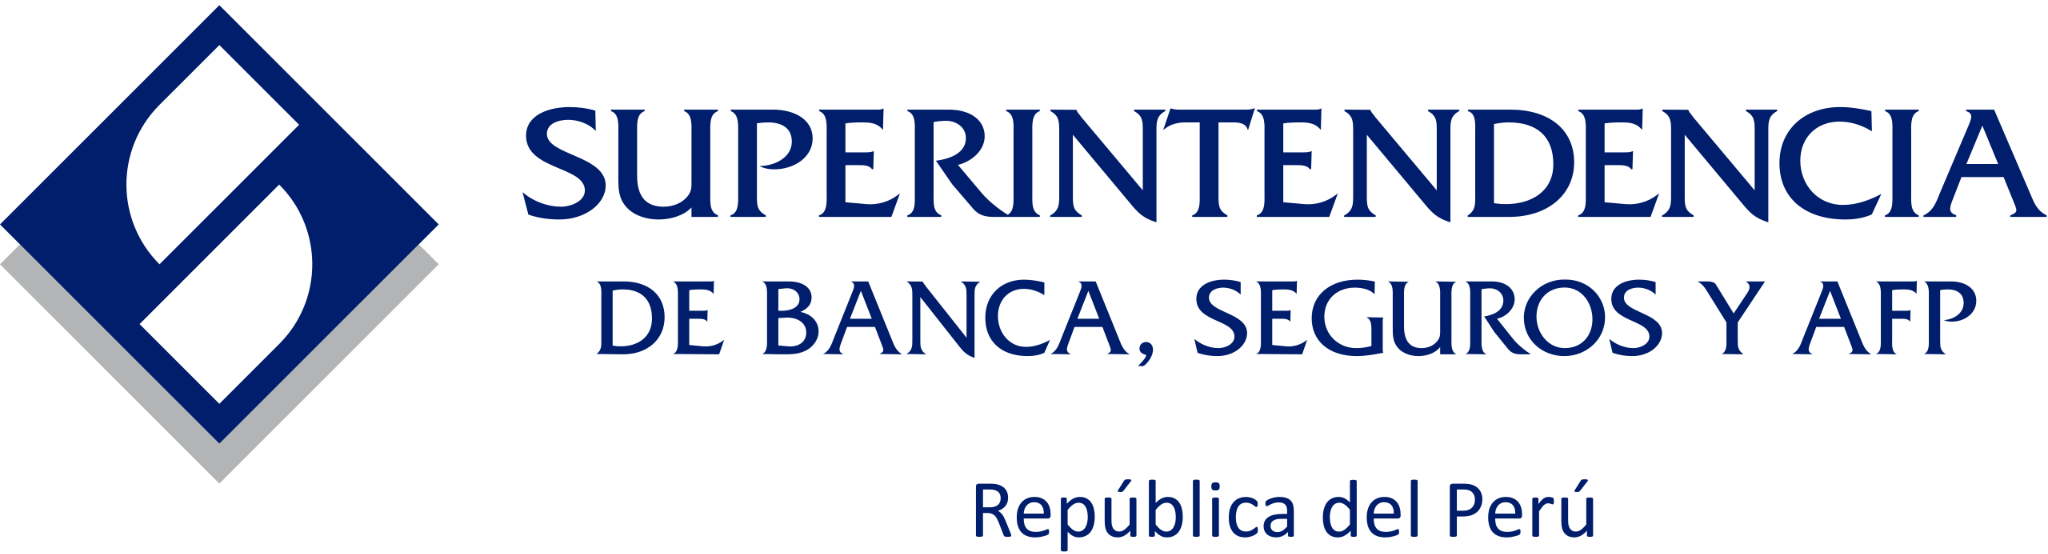 SUPERINTENDENCIA
DE BANCA, SEGUROS Y AFP
República del Perú